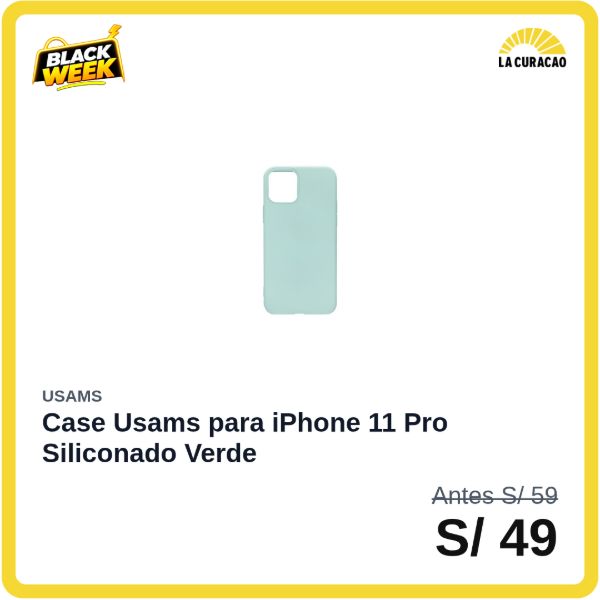 BLACK
WEEK
LA CURACAO
USAMS
Case Usams para iPhone 11 Pro
Siliconado Verde
Antes S/ 59
S/ 49